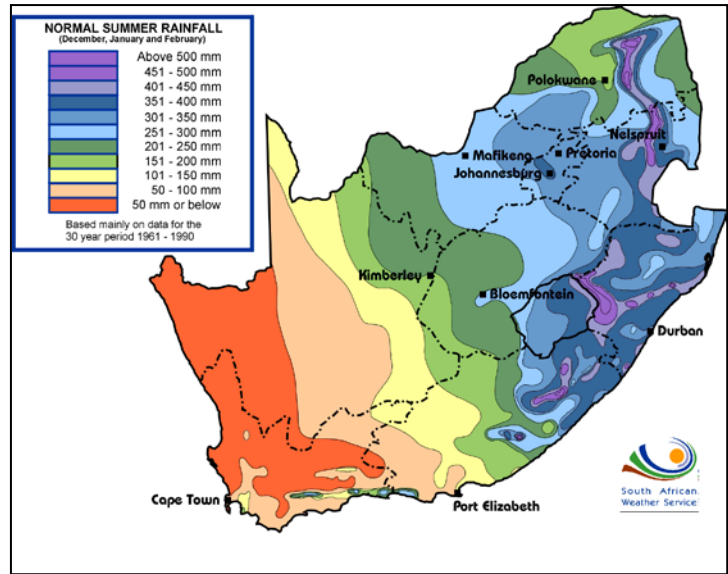 NORMAL SUMMER RAINFALL
(December, January and February)
Above 500 mm
451 - 500 mm
401 - 450 mm
351 - 400 mm
301 - 350 mm
251 - 300 mm
201 - 250 mm
151 - 200 mm
101 - 150 mm
50 - 100 mm
50 mm or below
Based mainly on data for the
30 year period 1961 - 1990
Polokwane
Nelspruit
Mafikeng
Pretoria
Johannesburg
Kimberley
Bloemfontein
Durban
Cape Town
Port Elizabeth
South African
Weather Service